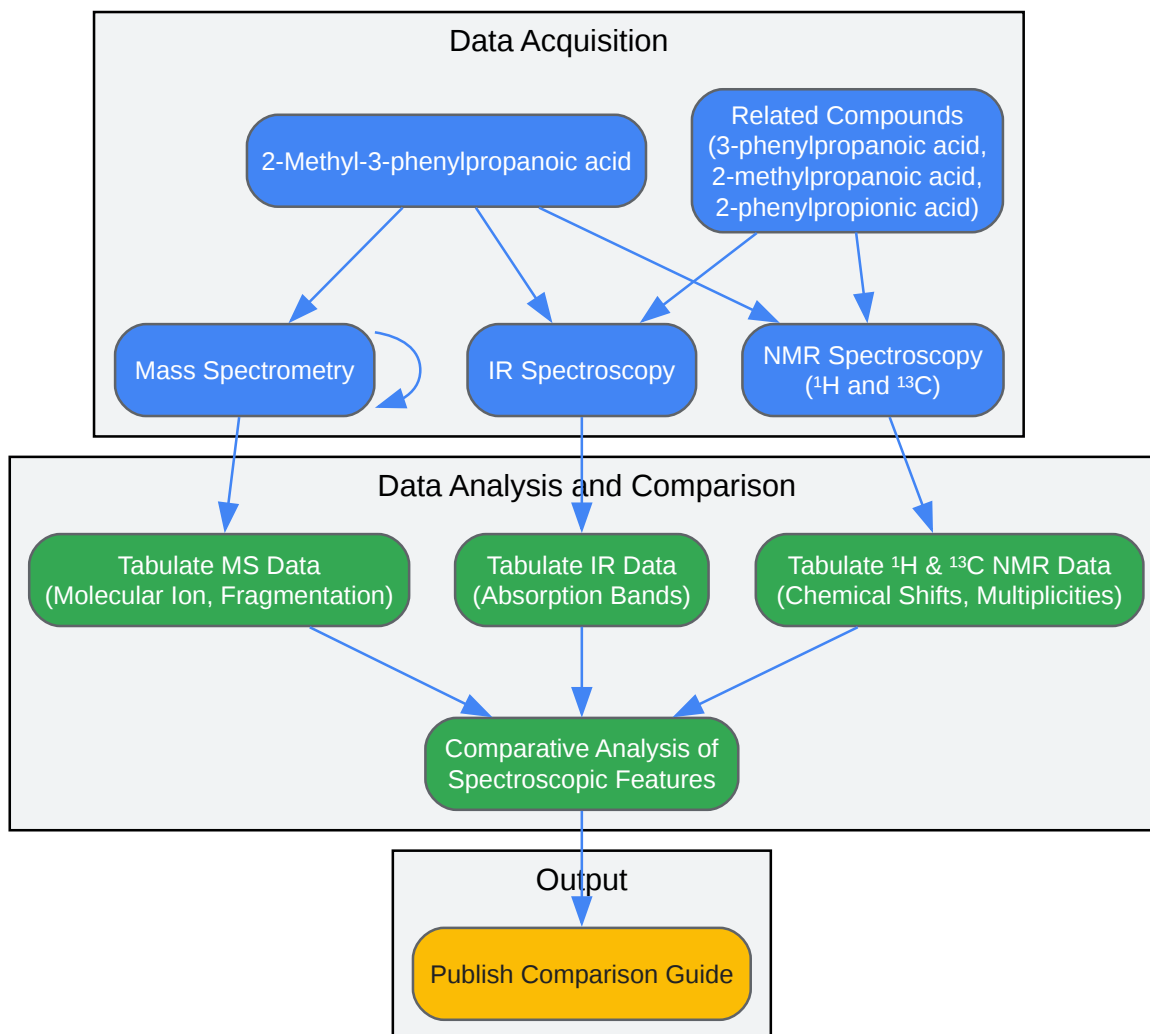 Data Acquisition
2-Methyl-3-phenylpropanoic acid
Related Compounds
(3-phenylpropanoic acid,
2-methylpropanoic acid,
2-phenylpropionic acid)
Mass Spectrometry
IR Spectroscopy
NMR Spectroscopy
(¹H and ¹³C)
Data Analysis and Comparison
Tabulate MS Data
(Molecular Ion, Fragmentation)
Tabulate IR Data
(Absorption Bands)
Tabulate ¹H & ¹³C NMR Data
(Chemical Shifts, Multiplicities)
Comparative Analysis of
Spectroscopic Features
Output
Publish Comparison Guide